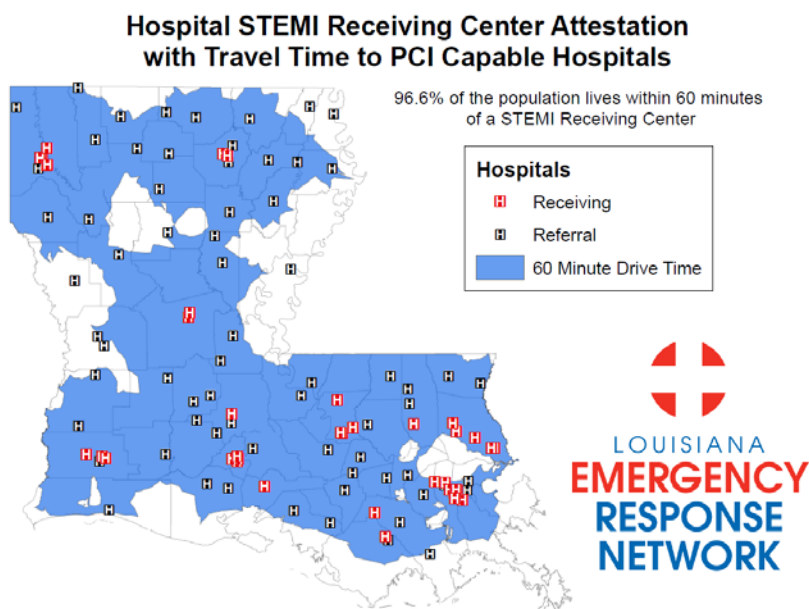 Hospital STEMI Receiving Center Attestation
with Travel Time to PCI Capable Hospitals
96.6% of the population lives within 60 minutes
of a STEMI Receiving Center
Hospitals
H Receiving
H Referral
60 Minute Drive Time
LOUISIANA
EMERGENCY
RESPONSE
NETWORK